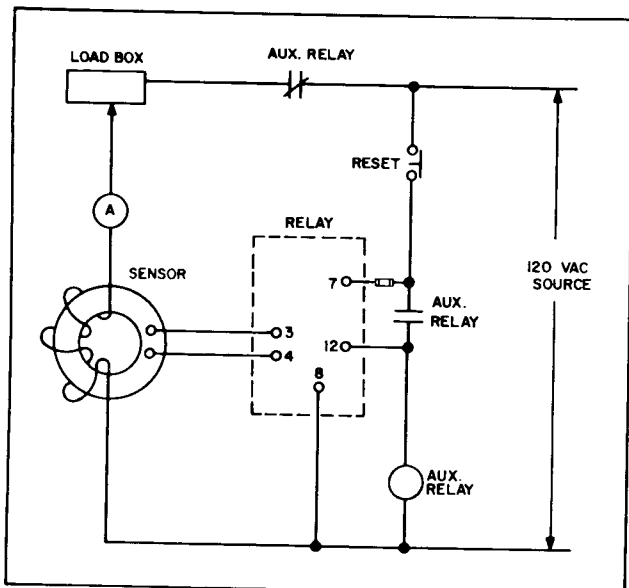 AUX. RELAY
LOAD BOX
RESET
A
RELAY
SENSOR
7
120 VAC
SOURCE
AUX.
RELAY
3
4
12
8
AUX.
RELAY